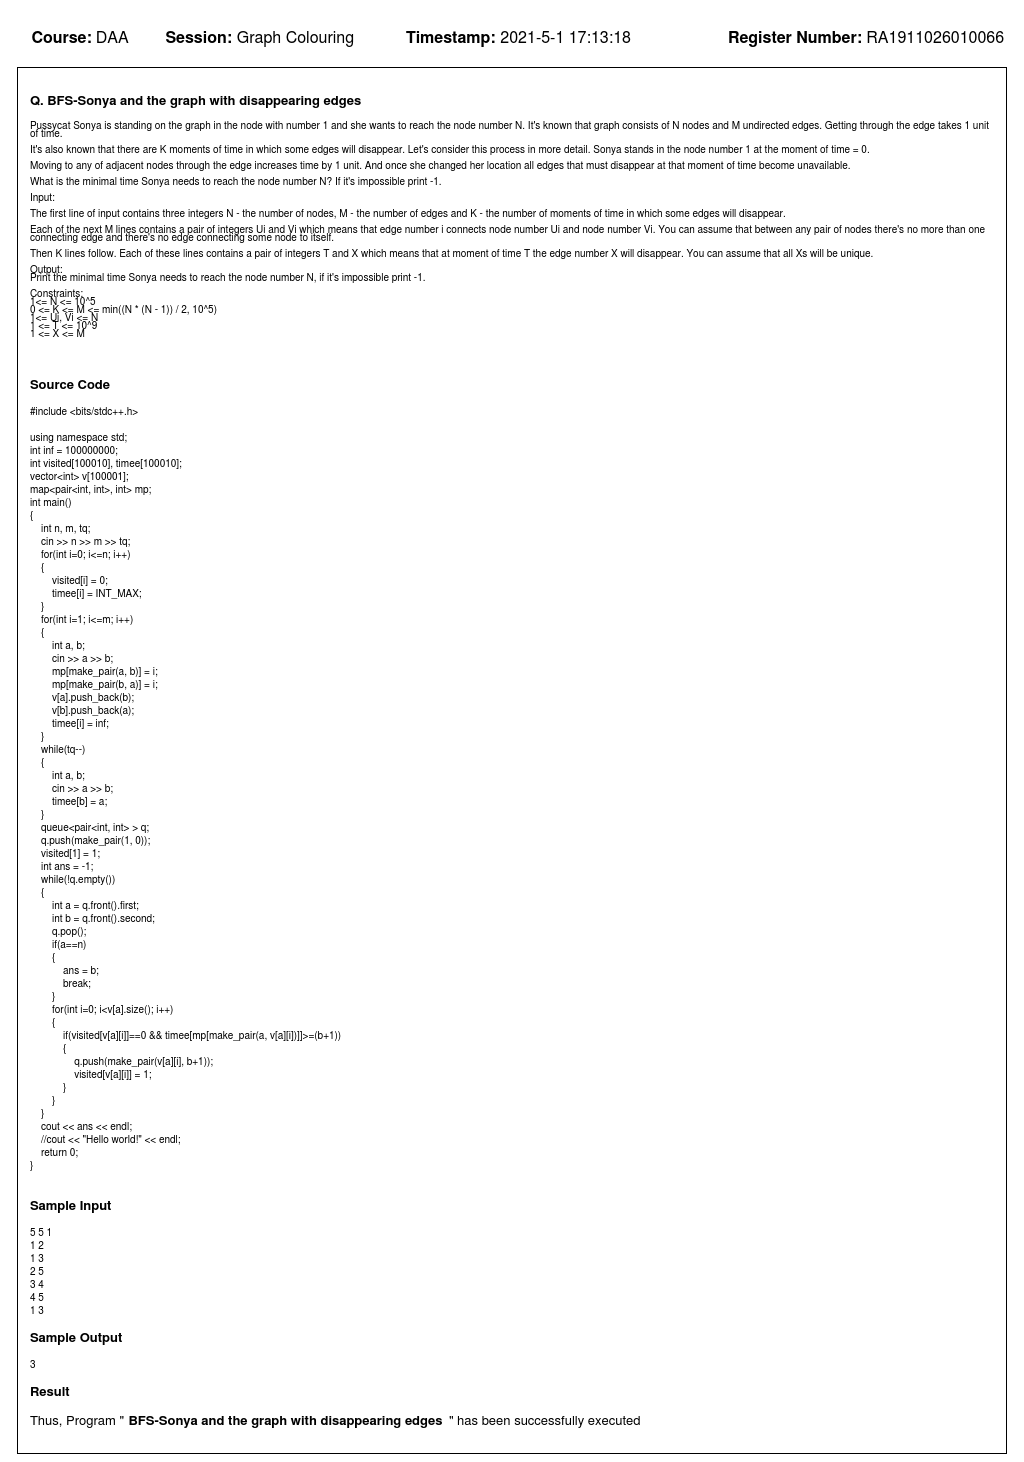 Course: DAA Session: Graph Colouring Timestamp: 2021-5-1 17:13:18 Register Number: RA1911026010066
Q. BFS-Sonya and the graph with disappearing edges
Pussycat Sonya is standing on the graph in the node with number 1 and she wants to reach the node number N. It's known that graph consists of N nodes and M undirected edges. Getting through the edge takes 1 unit
of time.
It's also known that there are K moments of time in which some edges will disappear. Let's consider this process in more detail. Sonya stands in the node number 1 at the moment of time = 0.
Moving to any of adjacent nodes through the edge increases time by 1 unit. And once she changed her location all edges that must disappear at that moment of time become unavailable.
What is the minimal time Sonya needs to reach the node number N? If it's impossible print -1.
Input:
The first line of input contains three integers N - the number of nodes, M - the number of edges and K - the number of moments of time in which some edges will disappear.
Each of the next M lines contains a pair of integers Ui and Vi which means that edge number i connects node number Ui and node number Vi. You can assume that between any pair of nodes there's no more than one
connecting edge and there's no edge connecting some node to itself.
Then K lines follow. Each of these lines contains a pair of integers T and X which means that at moment of time T the edge number X will disappear. You can assume that all Xs will be unique.
Output:
Print the minimal time Sonya needs to reach the node number N, if it's impossible print -1.
Constraints:
1<= N <= 10^5
0 <= K <= M <= min((N * (N - 1)) / 2, 10^5)
1<= Ui, Vi <= N
1 <= T <= 10^9
1 <= X <= M
Source Code
#include <bits/stdc++.h>
using namespace std;
int inf = 100000000;
int visited[100010], timee[100010];
vector<int> v[100001];
map<pair<int, int>, int> mp;
int main()
{
    int n, m, tq;
    cin >> n >> m >> tq;
    for(int i=0; i<=n; i++)
    {
        visited[i] = 0;
        timee[i] = INT_MAX;
    }
    for(int i=1; i<=m; i++)
    {
        int a, b;
        cin >> a >> b;
        mp[make_pair(a, b)] = i;
        mp[make_pair(b, a)] = i;
        v[a].push_back(b);
        v[b].push_back(a);
        timee[i] = inf;
    }
    while(tq--)
    {
        int a, b;
        cin >> a >> b;
        timee[b] = a;
    }
    queue<pair<int, int> > q;
    q.push(make_pair(1, 0));
    visited[1] = 1;
    int ans = -1;
    while(!q.empty())
    {
        int a = q.front().first;
        int b = q.front().second;
        q.pop();
        if(a==n)
        {
            ans = b;
            break;
        }
        for(int i=0; i<v[a].size(); i++)
        {
            if(visited[v[a][i]]==0 && timee[mp[make_pair(a, v[a][i])]]>=(b+1))
            {
                q.push(make_pair(v[a][i], b+1));
                visited[v[a][i]] = 1;
            }
        }
    }
    cout << ans << endl;
    //cout << "Hello world!" << endl;
    return 0;
}
Sample Input
5 5 1
1 2
1 3
2 5
3 4
4 5
1 3
Sample Output
3
Result
Thus, Program " BFS-Sonya and the graph with disappearing edges " has been successfully executed